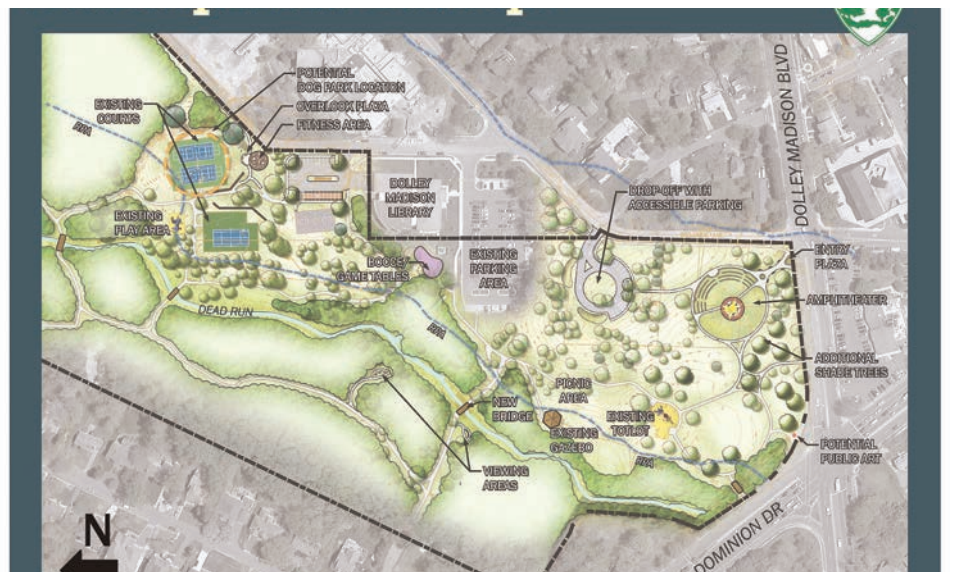 POTENTIAL
DOG PARK LOCATION
OVERLOOK PLAZA
FITNESS AREA
EXISTING
COURTS
RPA
DOLLEY MADISON BLVD
DOLLEY
MADISON
LIBRARY
DROP-OFF WITH
ACCESSIBLE PARKING
EXISTING
PLAY AREA
BOCCE/
GAME TABLES
EXISTING
PARKING
AREA
ENTRY
PLAZA
AMPHITHEATER
DEAD RUN
RPA
ADDITIONAL
SHADE TREES
PICNIC
AREA
NEW
BRIDGE
EXISTING
GAZEBO
EXISTING
TOTLOT
RPA
POTENTIAL
PUBLIC ART
VIEWING
AREAS
N
DOMINION DR